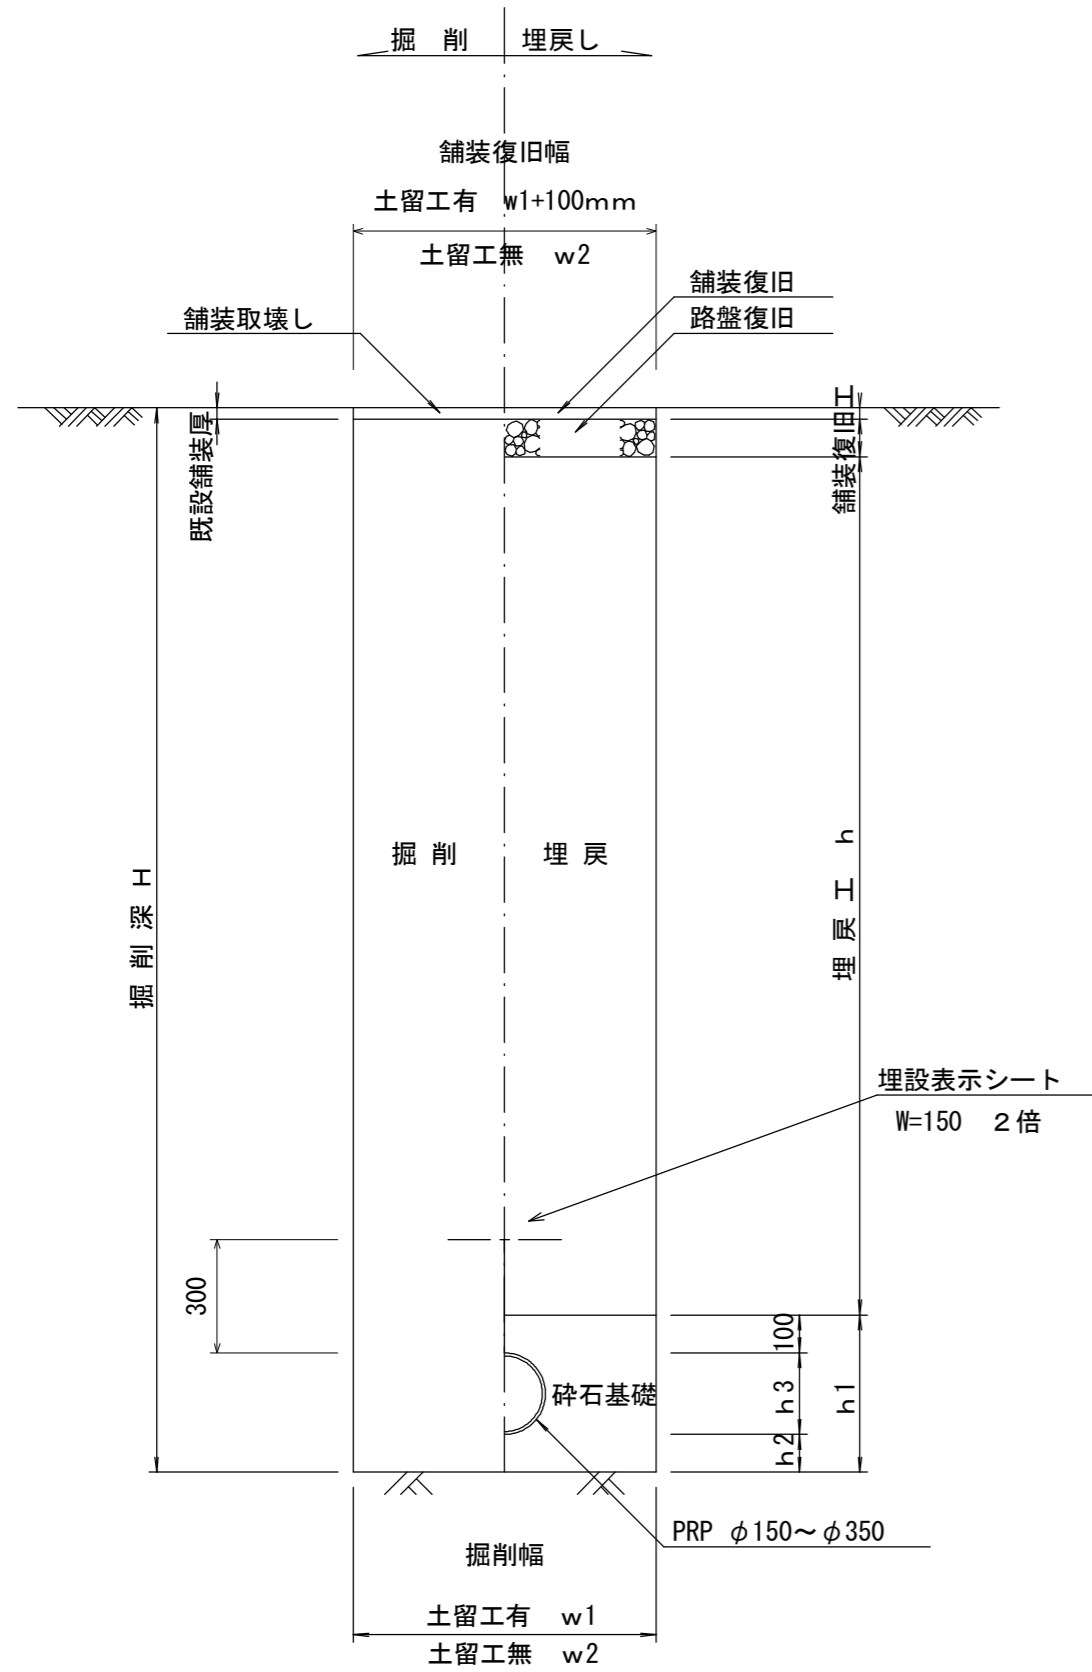 掘　削　埋戻し
舗装復旧幅
土留工有　w1+100mm
土留工無　w2
舗装復旧
舗装取壊し
路盤復旧
既設舗装厚
舗装復旧工
掘削深 H
掘 削
埋 戻
埋戻工 h
埋設表示シート
W=150　２倍
300
100
砕石基礎
h3
h1
h2
PRP φ150～φ350
掘削幅
土留工有　w1
土留工無　w2